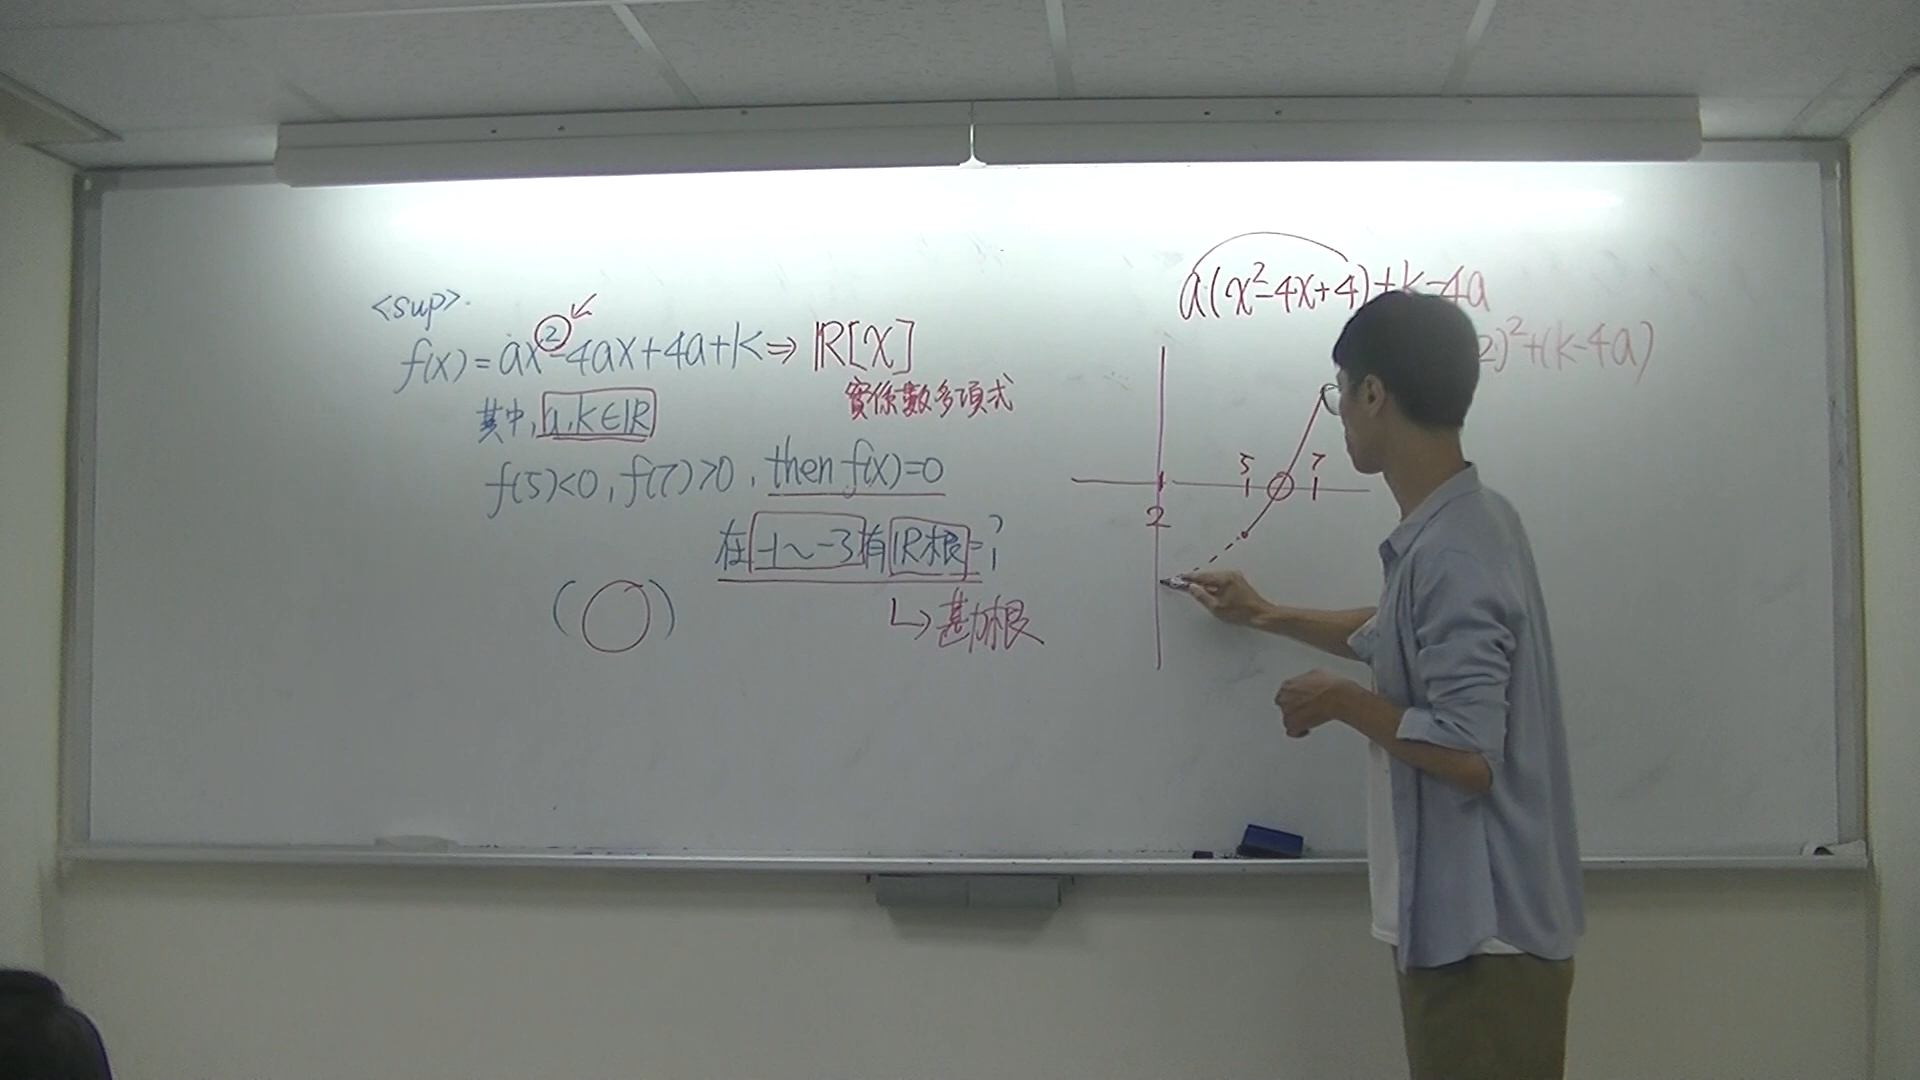 <sup>.
f(x)=ax²-4ax+4a+k⇒ R[x]
實係數多項式
其中, a,k∈R
f(5)<0, f(7)>0, then f(x)=0
在-1~-3有R根=?
(○)
↳勘根
a(x²-4x+4)+k-4a
2)²+(k-4a)
5 7
2